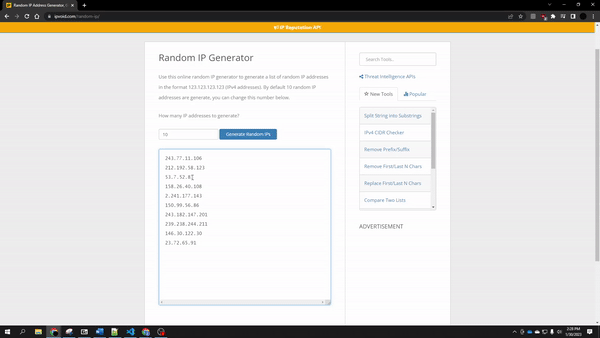 Random IP Address Generator, O
ipvoid.com/random-ip/
IP Reputation API
Random IP Generator
Use this online random IP generator to generate a list of random IP addresses
in the format 123.123.123.123 (IPv4 addresses). By default 10 random
IP addresses are generate, you can change this number below.
How many IP addresses to generate?
10
Generate Random IPs
243.77.11.106
212.192.58.123
53.7.52.8
158.26.40.108
2.241.177.143
150.99.56.86
243.182.147.201
239.218.244.211
146.30.122.30
23.72.65.91
Search Tools...
Threat Intelligence APIs
New Tools
Popular
Split String into Substrings
IPv4 CIDR Checker
Remove Prefix/Suffix
Remove First/Last N Chars
Replace First/Last N Chars
Compare Two Lists
ADVERTISEMENT
2:28 PM
1/30/2023